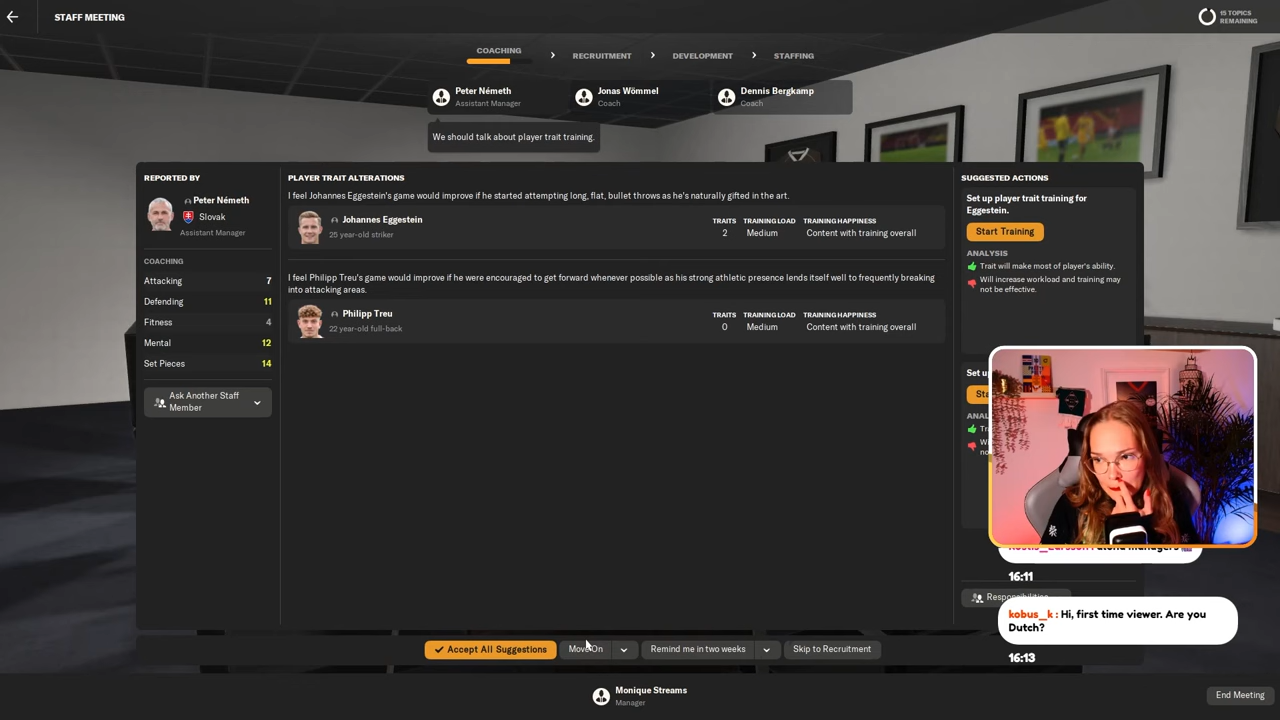 STAFF MEETING
15 TOPICS
REMAINING
COACHING
RECRUITMENT
DEVELOPMENT
STAFFING
Peter Németh
Assistant Manager
Jonas Wömmel
Coach
Dennis Bergkamp
Coach
We should talk about player trait training.
REPORTED BY
Peter Németh
Slovak
Assistant Manager
COACHING
Attacking 7
Defending 11
Fitness 4
Mental 12
Set Pieces 14
Ask Another Staff
Member
PLAYER TRAIT ALTERATIONS
I feel Johannes Eggestein's game would improve if he started attempting long, flat, bullet throws as he's naturally gifted in the art.
Johannes Eggestein
25 year-old striker
TRAITS TRAINING LOAD TRAINING HAPPINESS
2 Medium Content with training overall
I feel Philipp Treu's game would improve if he were encouraged to get forward whenever possible as his strong athletic presence lends itself well to frequently breaking
into attacking areas.
Philipp Treu
22 year-old full-back
TRAITS TRAINING LOAD TRAINING HAPPINESS
0 Medium Content with training overall
SUGGESTED ACTIONS
Set up player trait training for
Eggestein.
Start Training
ANALYSIS
Trait will make most of player's ability.
Will increase workload and training may
not be effective.
Set
16:11
kobus_k : Hi, first time viewer. Are you
Dutch?
16:13
Accept All Suggestions
Move On
Remind me in two weeks
Skip to Recruitment
Monique Streams
Manager
End Meeting